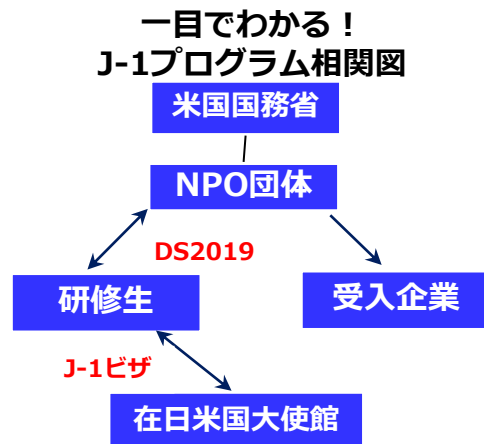 一目でわかる！
J-1プログラム相関図
米国国務省
NPO団体
DS2019
研修生
受入企業
J-1ビザ
在日米国大使館